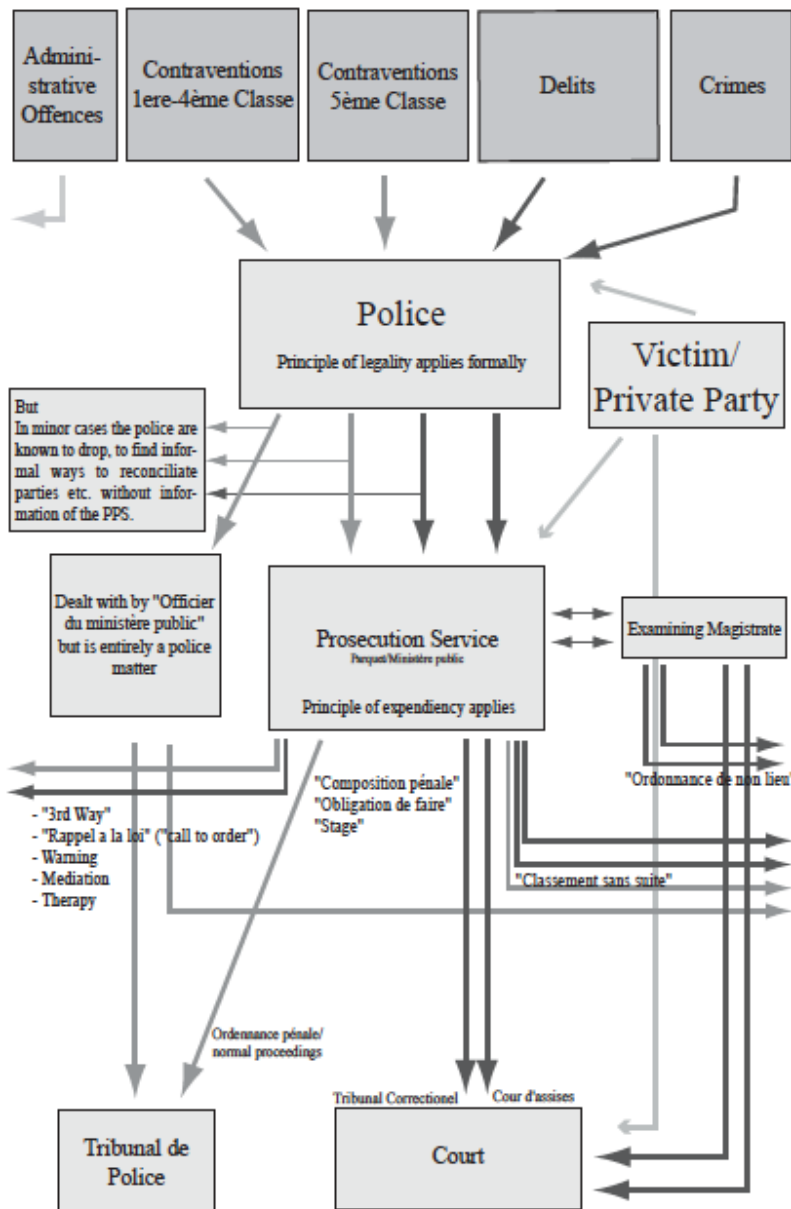 Admini-
strative
Offences
Contraventions
1ere-4ème Classe
Contraventions
5ème Classe
Delits
Crimes
Police
Principle of legality applies formally
Victim/
Private Party
But
In minor cases the police are
known to drop, to find infor-
mal ways to reconciliate
parties etc. without infor-
mation of the PPS.
Dealt with by "Officier
du ministère public"
but is entirely a police
matter
Prosecution Service
Parquet/Ministère public
Principle of expendiency applies
Examining Magistrate
"Ordonnance de non lieu"
"Composition pénale"
"Obligation de faire"
"Stage"
- "3rd Way"
- "Rappel a la loi" ("call to order")
- Warning
- Mediation
- Therapy
"Classement sans suite"
Ordennance pénale/
normal proceedings
Tribunal Correctionel
Cour d'assises
Tribunal de
Police
Court